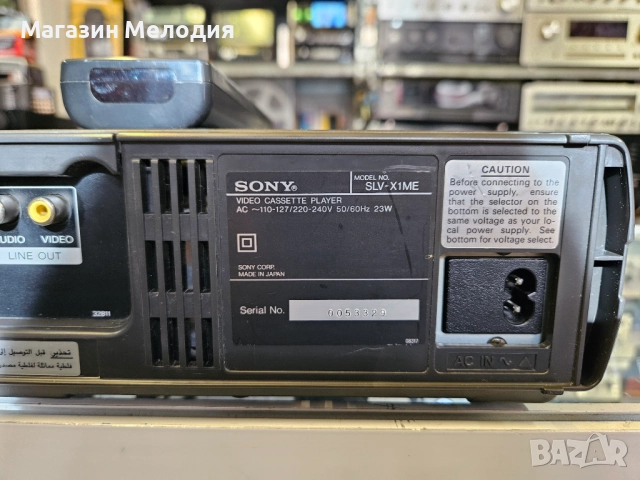 Магазин Мелодия
SONY®
MODEL NO.
SLV-X1ME
VIDEO CASSETTE PLAYER
AC ~110-127/220-240V 50/60Hz 23W
SONY CORP.
MADE IN JAPAN
Serial No. 0053329
CAUTION
Before connecting to the
power supply, ensure
that the selector on the
bottom is selected to the
same voltage as your lo-
cal power supply. See
bottom for voltage select.
AC IN
AUDIO VIDEO
LINE OUT
تحذير: قبل التوصيل
BAZAR